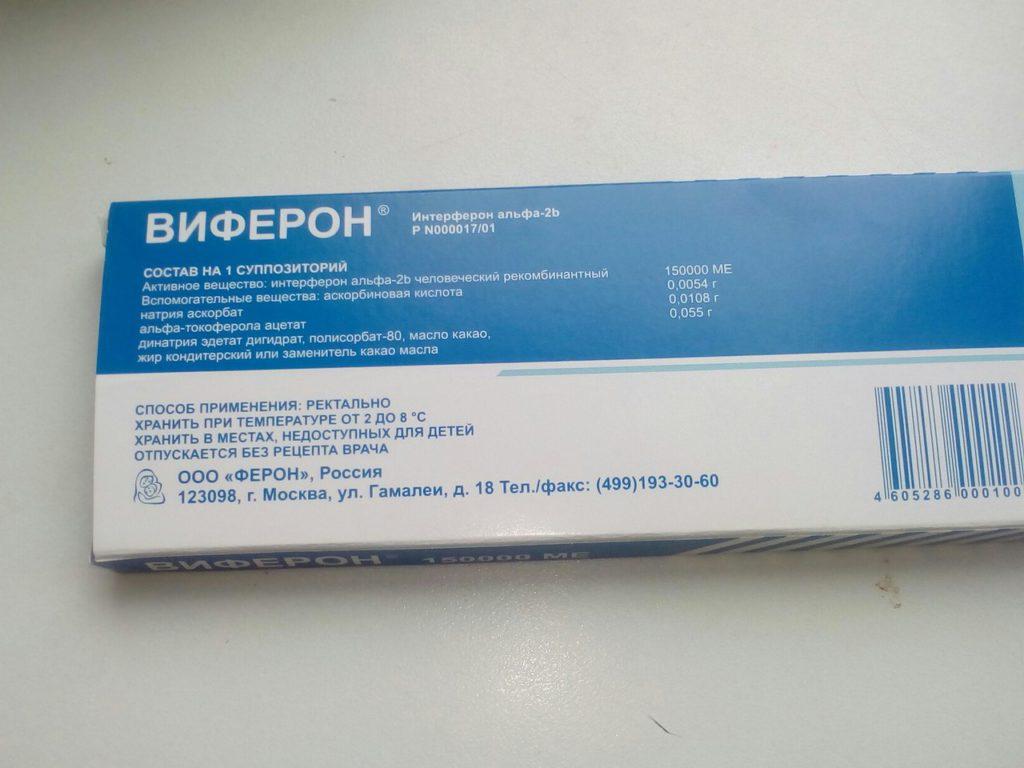 ВИФЕРОН®
Интерферон альфа-2b
Р N000017/01
СОСТАВ НА 1 СУППОЗИТОРИЙ
Активное вещество: интерферон альфа-2b человеческий рекомбинантный 150000 МЕ
Вспомогательные вещества: аскорбиновая кислота 0,0054 г
натрия аскорбат 0,0108 г
альфа-токоферола ацетат 0,055 г
динатрия эдетат дигидрат, полисорбат-80, масло какао,
жир кондитерский или заменитель какао масла
СПОСОБ ПРИМЕНЕНИЯ: РЕКТАЛЬНО
ХРАНИТЬ ПРИ ТЕМПЕРАТУРЕ ОТ 2 ДО 8 °С
ХРАНИТЬ В МЕСТАХ, НЕДОСТУПНЫХ ДЛЯ ДЕТЕЙ
ОТПУСКАЕТСЯ БЕЗ РЕЦЕПТА ВРАЧА
ООО «ФЕРОН», Россия
123098, г. Москва, ул. Гамалеи, д. 18 Тел./факс: (499)193-30-60
4 605286 000100
ВИФЕРОН® 150000 МЕ